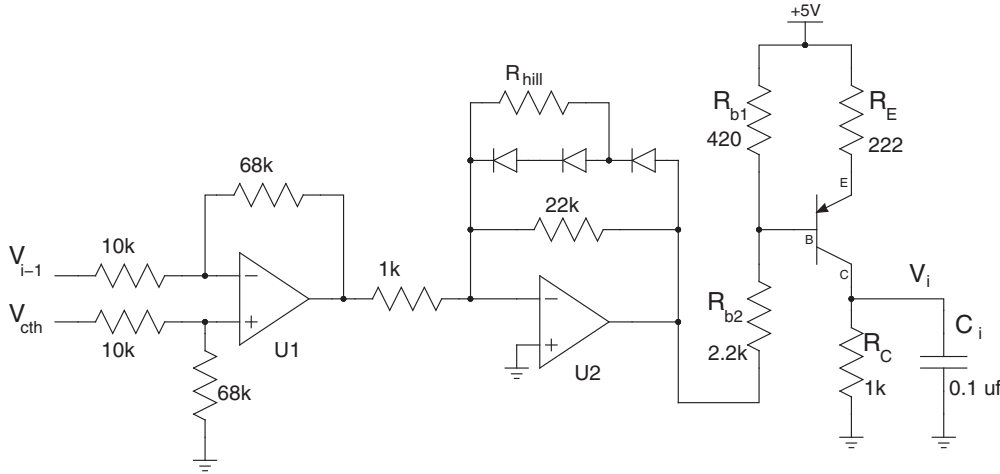 +5V
R_hill
R_b1
420
R_E
222
68k
E
22k
B
10k
V_i−1
1k
C
V_i
V_cth
10k
U1
R_b2
2.2k
R_C
1k
C_i
0.1 uf
U2
68k